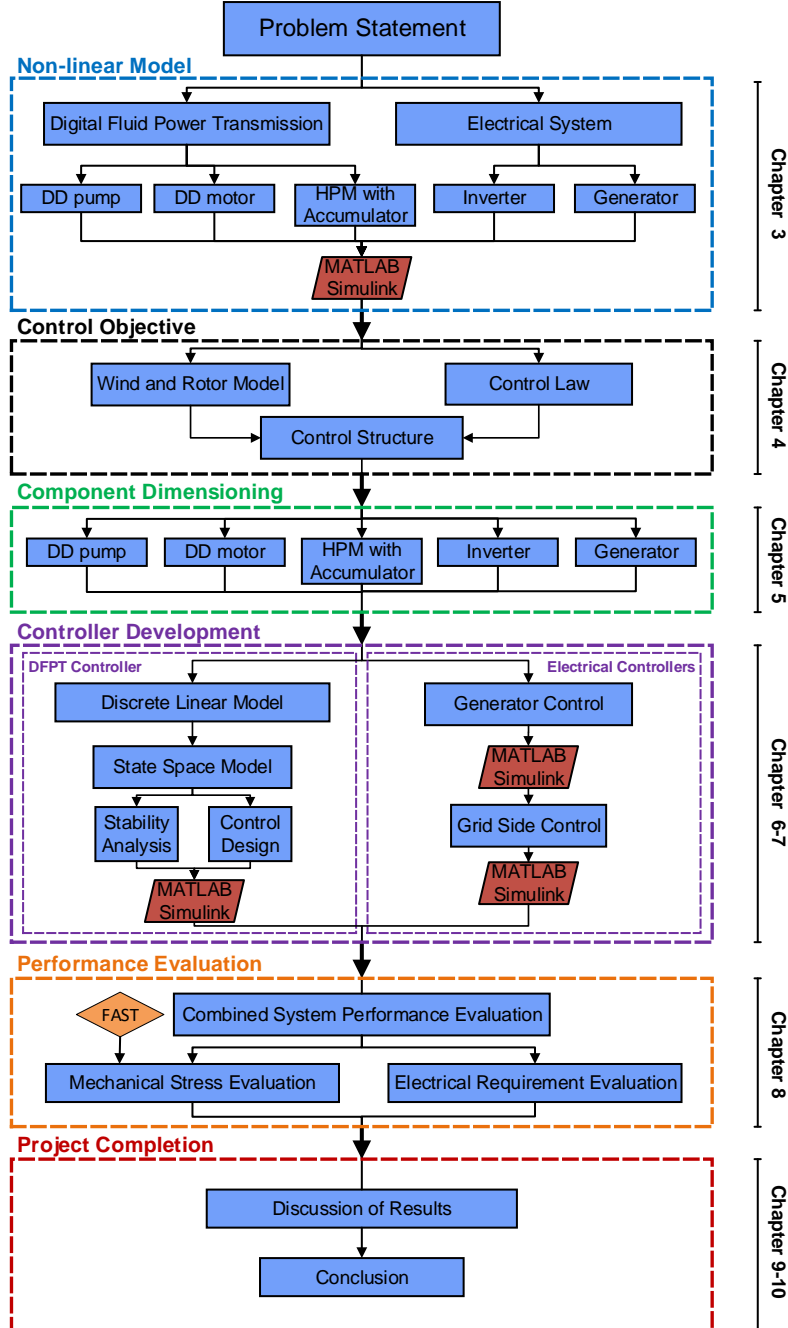 Problem Statement
Non-linear Model
Digital Fluid Power Transmission
Electrical System
DD pump
DD motor
HPM with
Accumulator
Inverter
Generator
MATLAB
Simulink
Chapter 3
Control Objective
Wind and Rotor Model
Control Law
Control Structure
Chapter 4
Component Dimensioning
DD pump
DD motor
HPM with
Accumulator
Inverter
Generator
Chapter 5
Controller Development
DFPT Controller
Discrete Linear Model
State Space Model
Stability
Analysis
Control
Design
MATLAB
Simulink
Electrical Controllers
Generator Control
MATLAB
Simulink
Grid Side Control
MATLAB
Simulink
Chapter 6-7
Performance Evaluation
FAST
Combined System Performance Evaluation
Mechanical Stress Evaluation
Electrical Requirement Evaluation
Chapter 8
Project Completion
Discussion of Results
Conclusion
Chapter 9-10